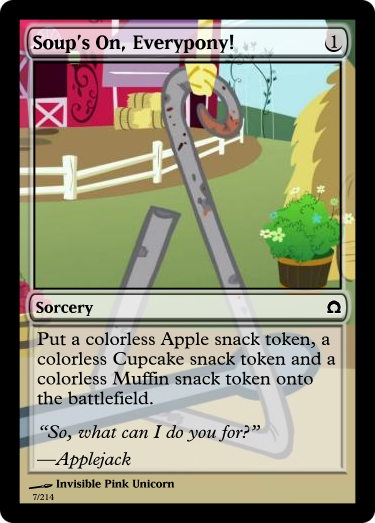 Soup's On, Everypony! 1
Sorcery Ω
Put a colorless Apple snack token, a
colorless Cupcake snack token and a
colorless Muffin snack token onto
the battlefield.
“So, what can I do you for?”
—Applejack
Invisible Pink Unicorn
7/214